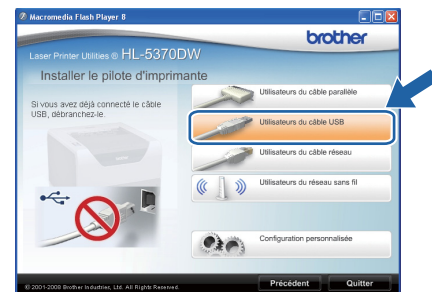 Macromedia Flash Player 8
brother
Laser Printer Utilities ® HL-5370DW
Installer le pilote d'imprimante
Si vous avez déjà connecté le câble
USB, débranchez-le.
Utilisateurs du câble parallèle
Utilisateurs du câble USB
Utilisateurs du câble réseau
Utilisateurs du réseau sans fil
Configuration personnalisée
© 2001-2008 Brother Industries, Ltd. All Rights Reserved.
Précédent
Quitter